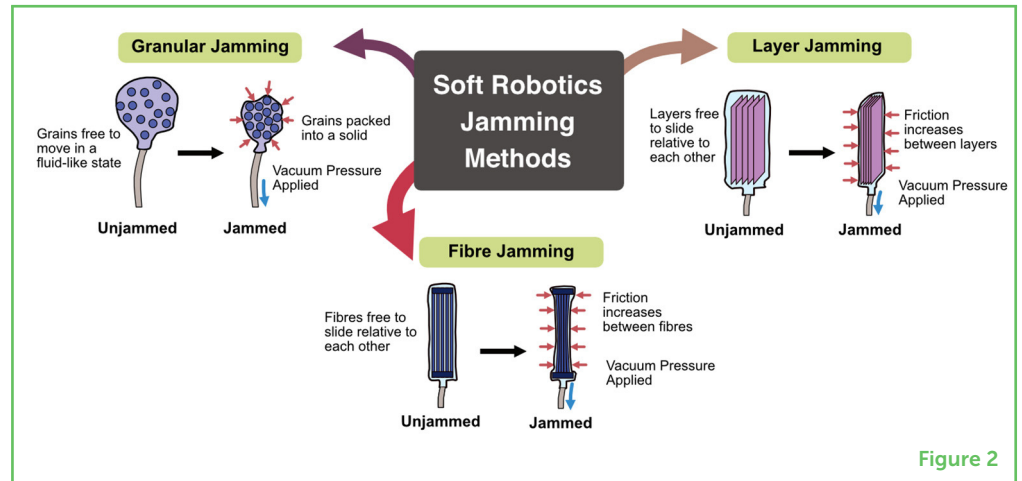 Soft Robotics
Jamming
Methods
Granular Jamming
Grains free to
move in a
fluid-like state
Grains packed
into a solid
Vacuum Pressure
Applied
Unjammed
Jammed
Layer Jamming
Layers free
to slide
relative to
each other
Friction
increases
between layers
Vacuum Pressure
Applied
Unjammed
Jammed
Fibre Jamming
Fibres free to
slide relative to
each other
Friction
increases
between fibres
Vacuum Pressure
Applied
Unjammed
Jammed
Figure 2